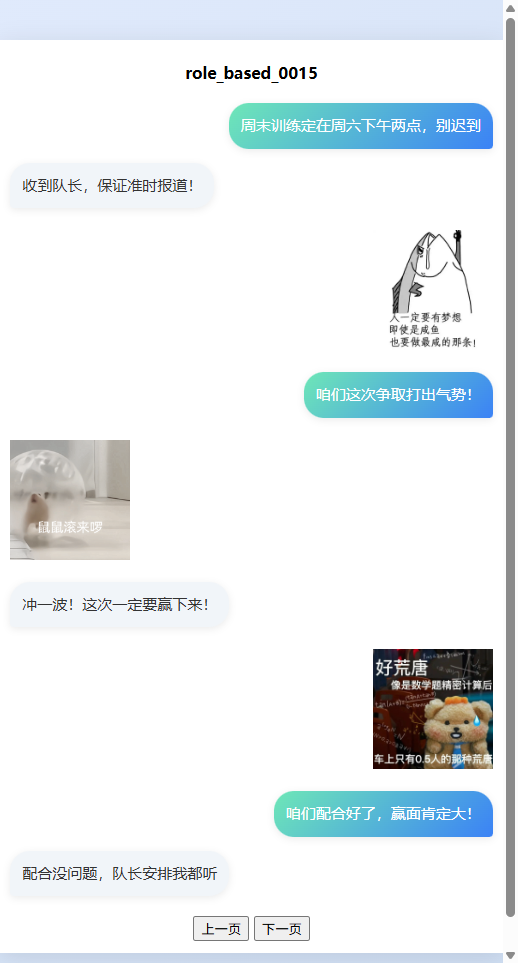 role_based_0015
周末训练定在周六下午两点，别迟到
收到队长，保证准时报道！
人一定要有梦想
即使是咸鱼
也要做最咸的那条!
咱们这次争取打出气势！
鼠鼠滚来啰
冲一波！这次一定要赢下来！
好荒唐
像是数学题精密计算后
车上只有0.5人的那种荒唐
咱们配合好了，赢面肯定大！
配合没问题，队长安排我都听
上一页 下一页